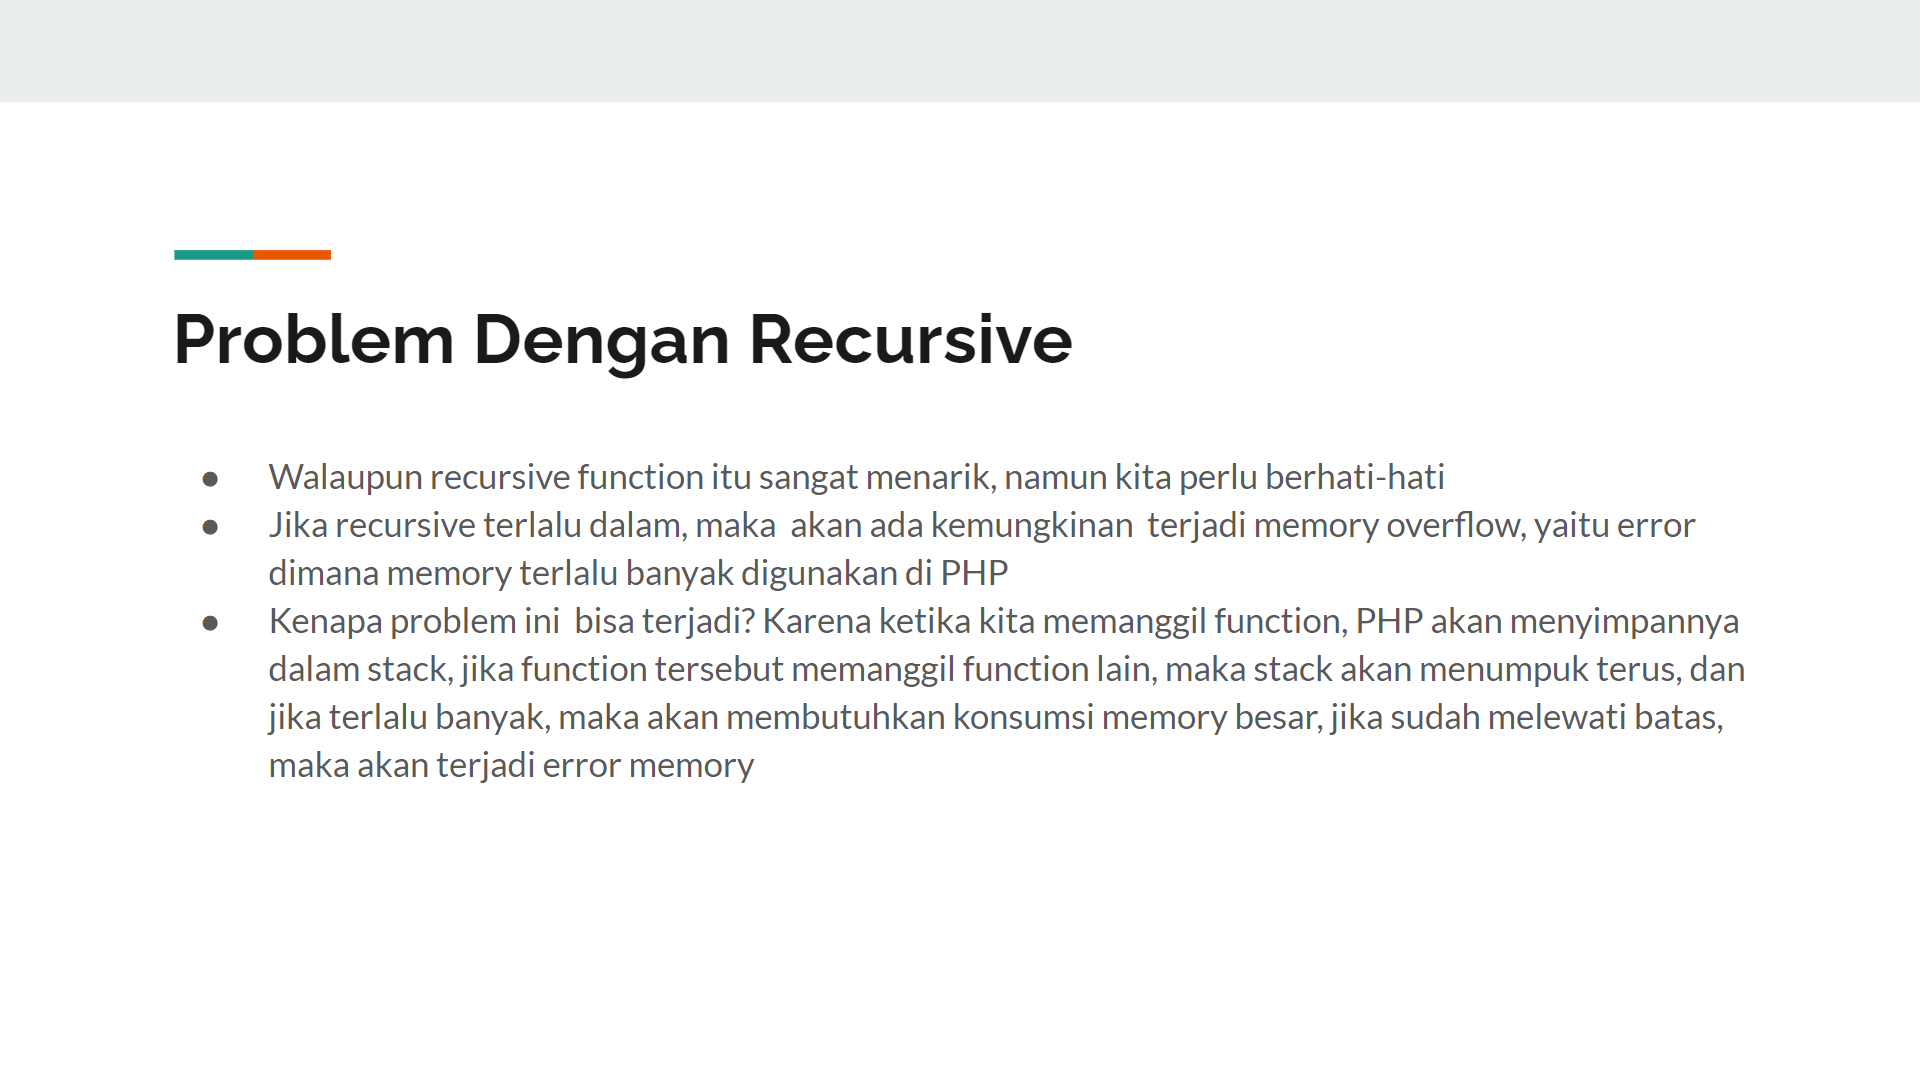 Problem Dengan Recursive
● Walaupun recursive function itu sangat menarik, namun kita perlu berhati-hati
● Jika recursive terlalu dalam, maka  akan ada kemungkinan  terjadi memory overflow, yaitu error
dimana memory terlalu banyak digunakan di PHP
● Kenapa problem ini  bisa terjadi? Karena ketika kita memanggil function, PHP akan menyimpannya
dalam stack, jika function tersebut memanggil function lain, maka stack akan menumpuk terus, dan
jika terlalu banyak, maka akan membutuhkan konsumsi memory besar, jika sudah melewati batas,
maka akan terjadi error memory